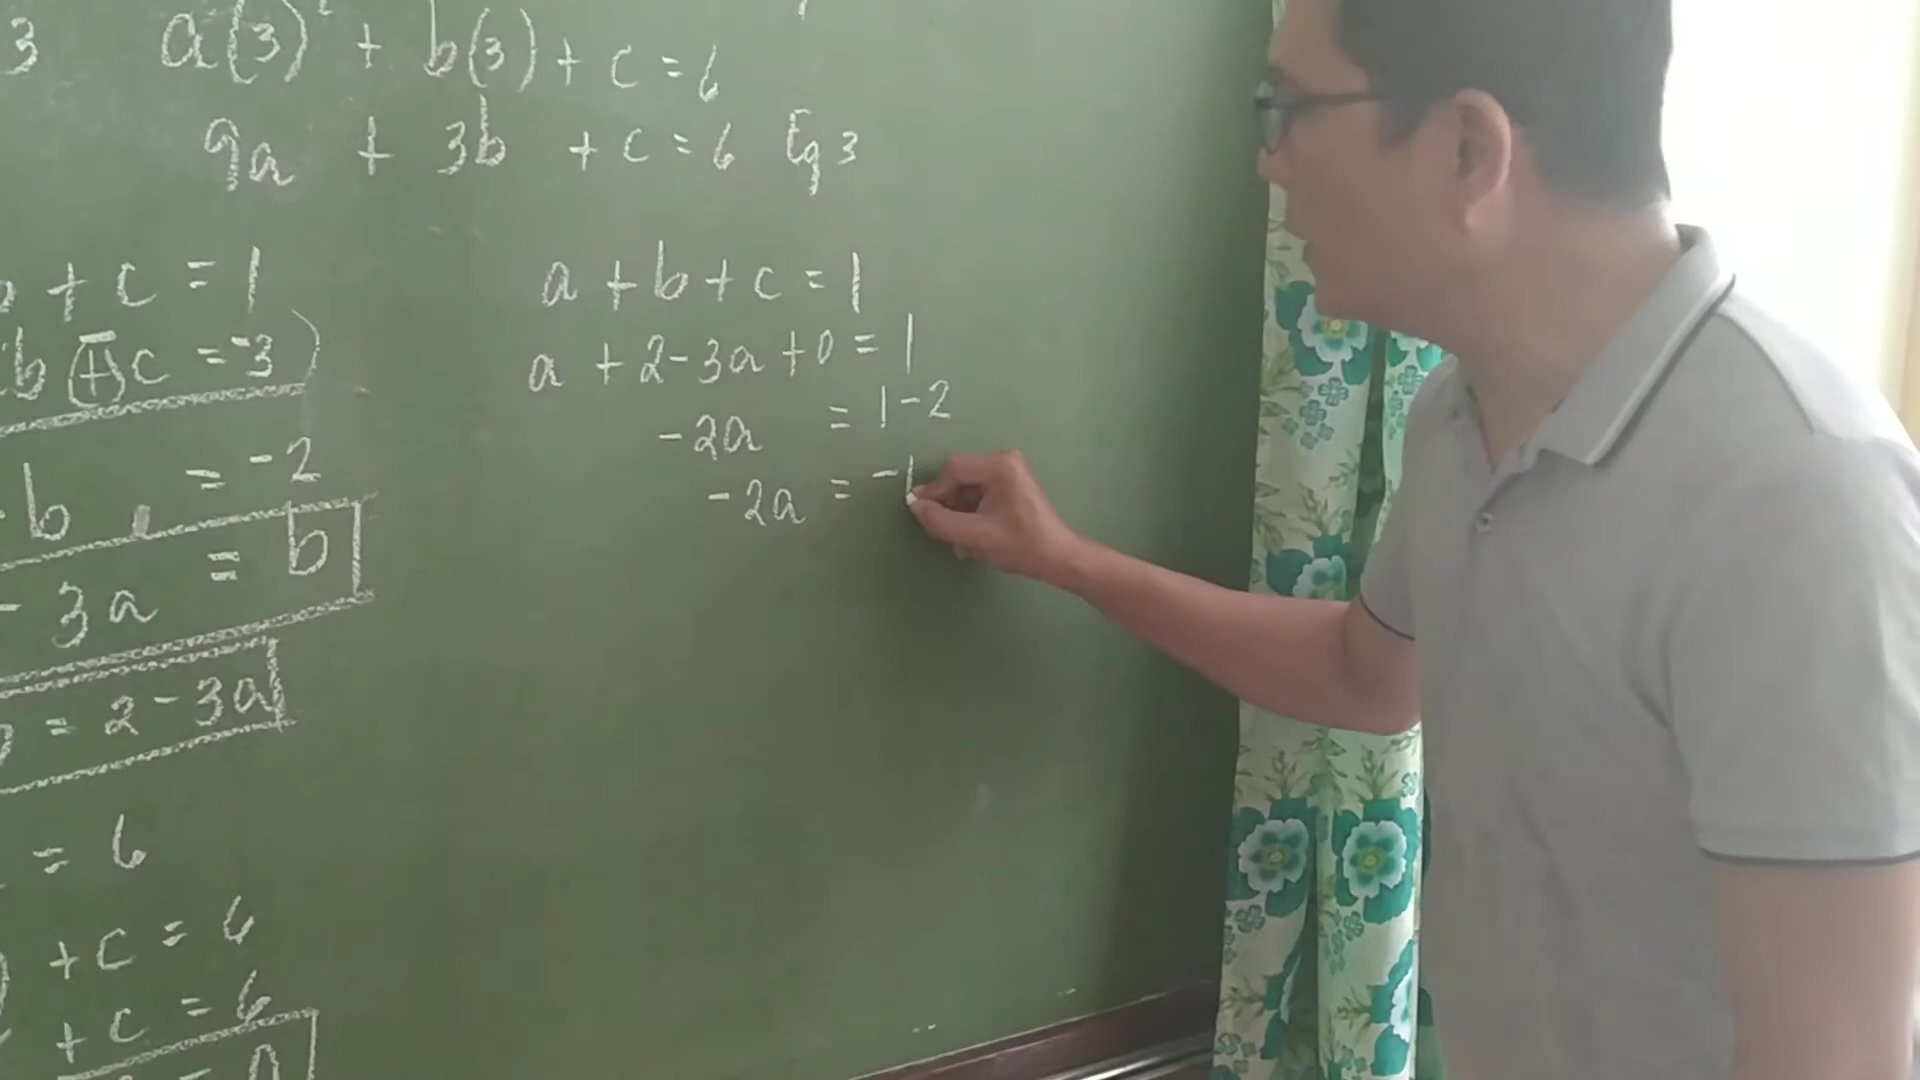 3 a(3)² + b(3) + c = 6
9a + 3b + c = 6 Eq 3
+ c = 1
b (+) c = -3)
b = -2
- 3a = b
= 2 - 3a
= 6
+ c = 6
+ c = 6
= 0
a + b + c = 1
a + 2 - 3a + 0 = 1
-2a = 1 - 2
-2a = -1